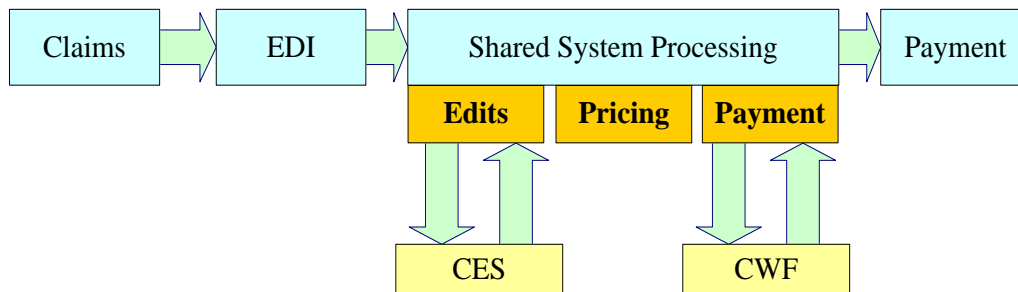 Claims
EDI
Shared System Processing
Payment
Edits
Pricing
Payment
CES
CWF